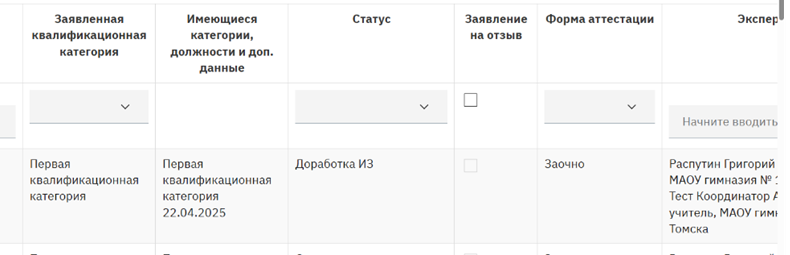 Заявленная
квалификационная
категория
Имеющиеся
категории,
должности и доп.
данные
Статус
Заявление
на отзыв
Форма аттестации
Экспер
Начните вводить
Первая
квалификационная
категория
Первая
квалификационная
категория
22.04.2025
Доработка ИЗ
Заочно
Распутин Григорий
МАОУ гимназия №
Тест Координатор
учитель, МАОУ
Томска